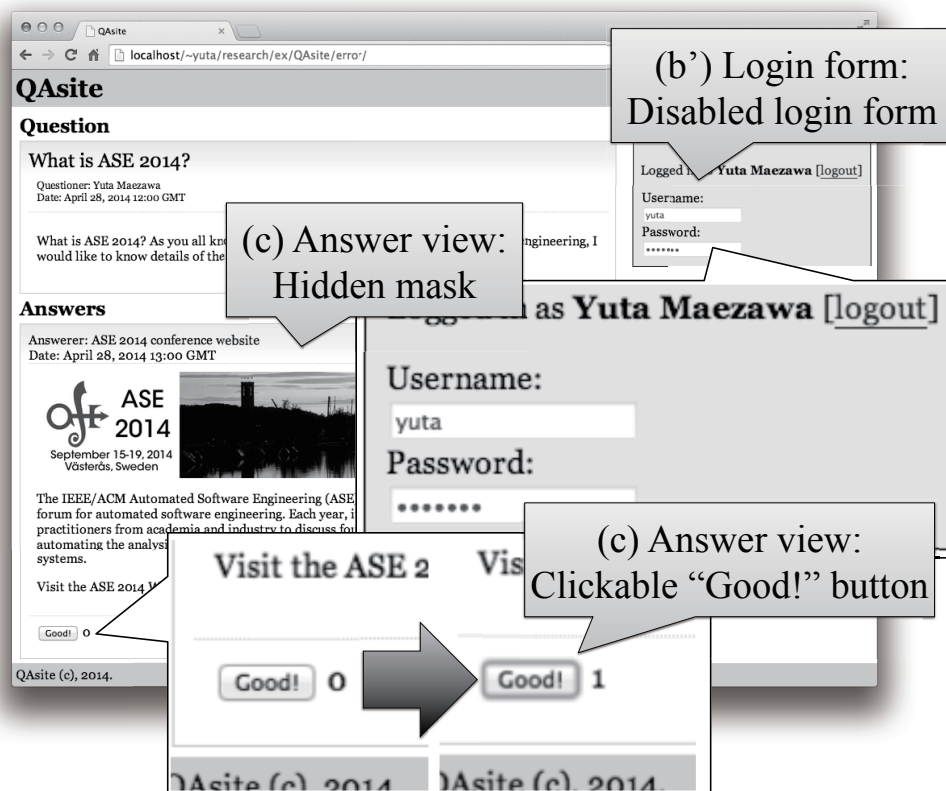 QAsite
localhost/~yuta/research/ex/QAsite/error/
QAsite
Question
What is ASE 2014?
Questioner: Yuta Maezawa
Date: April 28, 2014 12:00 GMT
What is ASE 2014? As you all ngineering, I
would like to know details of the
(b') Login form:
Disabled login form
Logged as Yuta Maezawa [logout]
Username:
yuta
Password:
•••••••
(c) Answer view:
Hidden mask
Answers
Answerer: ASE 2014 conference website
Date: April 28, 2014 13:00 GMT
ASE
2014
September 15-19, 2014
Västerås, Sweden
The IEEE/ACM Automated Software Engineering (ASE
forum for automated software engineering. Each year, i
practitioners from academia and industry to discuss fou
automating the analysi
systems.
Visit the ASE 2014 W
Good! 0
QAsite (c), 2014.
as Yuta Maezawa [logout]
Username:
yuta
Password:
•••••••
(c) Answer view:
Clickable “Good!” button
Visit the ASE 2
Vis
Good! 0
Good! 1
QAsite (c), 2014.
QAsite (c), 2014.